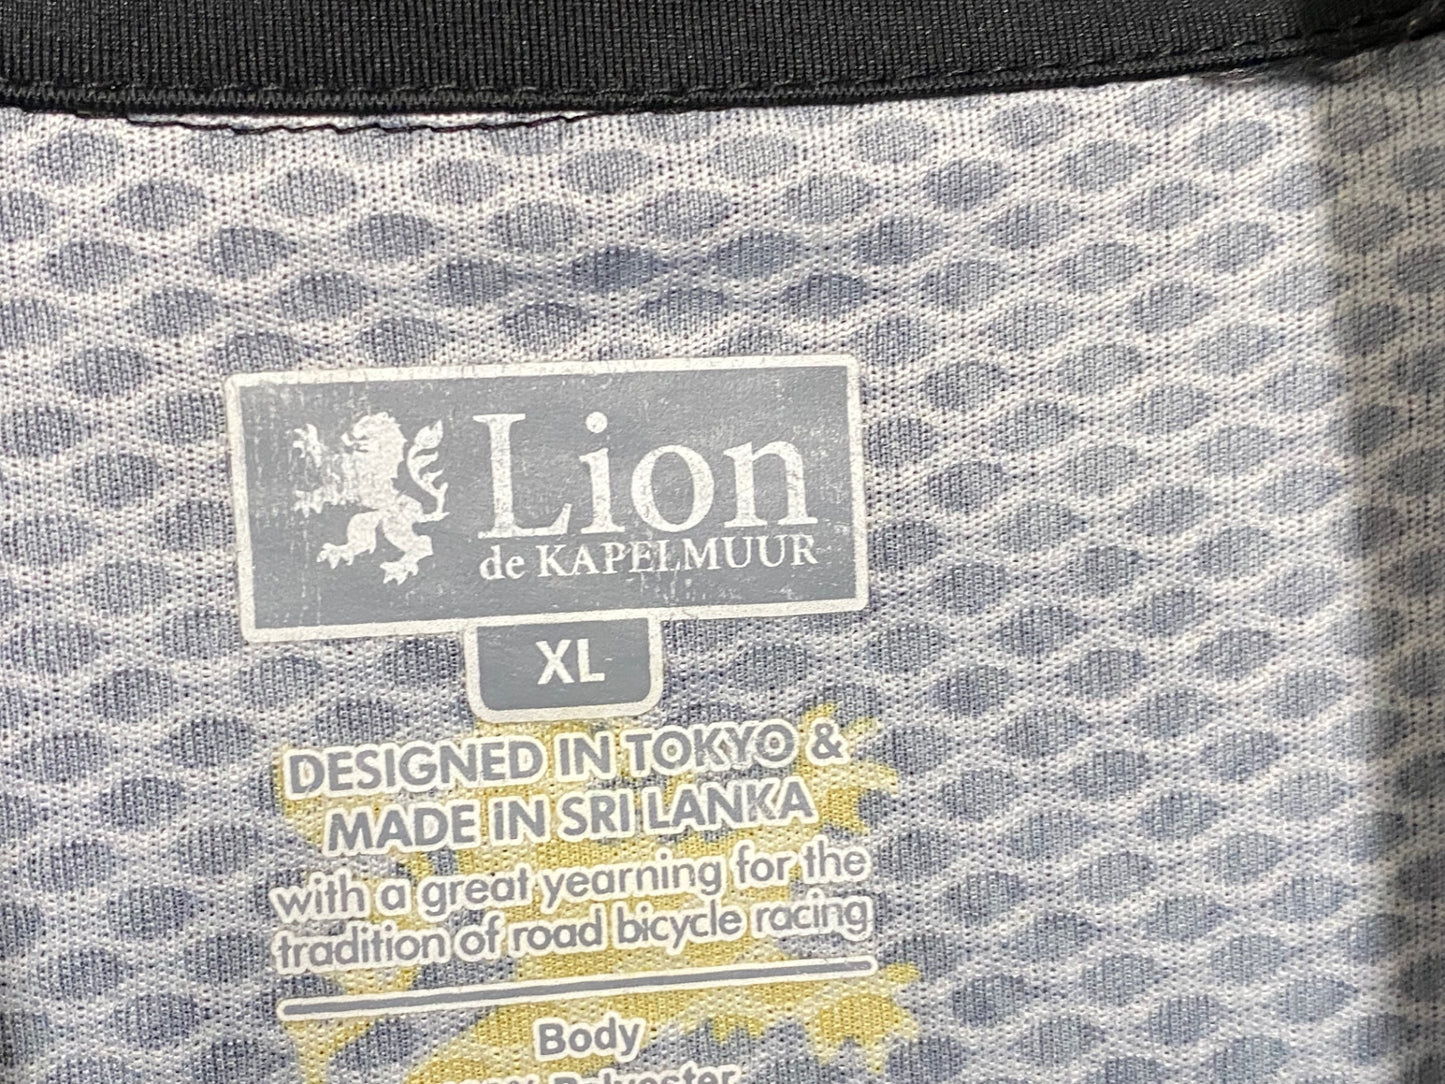 Lion
de KAPELMUUR
XL
DESIGNED IN TOKYO &
MADE IN SRI LANKA
with a great yearning for the
tradition of road bicycle racing
Body
Polyester